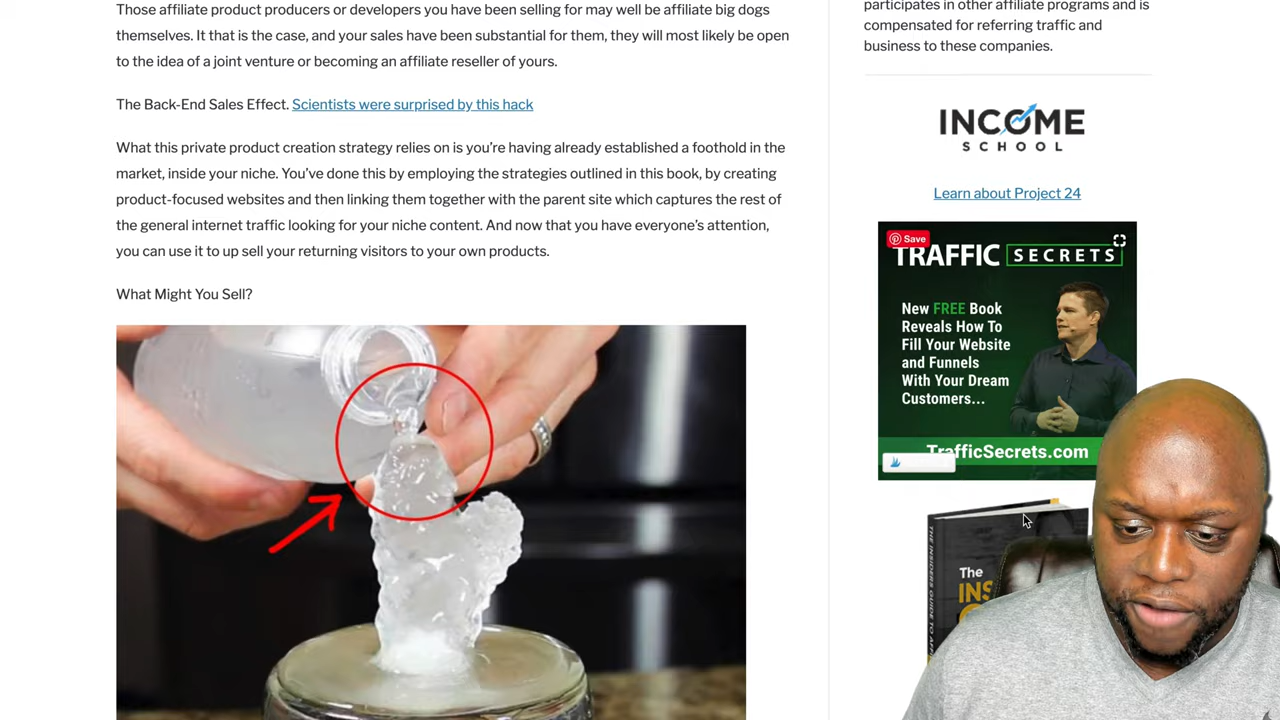 Those affiliate product producers or developers you have been selling for may well be affiliate big dogs
themselves. It that is the case, and your sales have been substantial for them, they will most likely be open
to the idea of a joint venture or becoming an affiliate reseller of yours.
The Back-End Sales Effect. Scientists were surprised by this hack
What this private product creation strategy relies on is you’re having already established a foothold in the
market, inside your niche. You’ve done this by employing the strategies outlined in this book, by creating
product-focused websites and then linking them together with the parent site which captures the rest of
the general internet traffic looking for your niche content. And now that you have everyone’s attention,
you can use it to up sell your returning visitors to your own products.
What Might You Sell?
participates in other affiliate programs and is
compensated for referring traffic and
business to these companies.
INCOME
SCHOOL
Learn about Project 24
Save
TRAFFIC SECRETS
New FREE Book
Reveals How To
Fill Your Website
and Funnels
With Your Dream
Customers...
TrafficSecrets.com
The